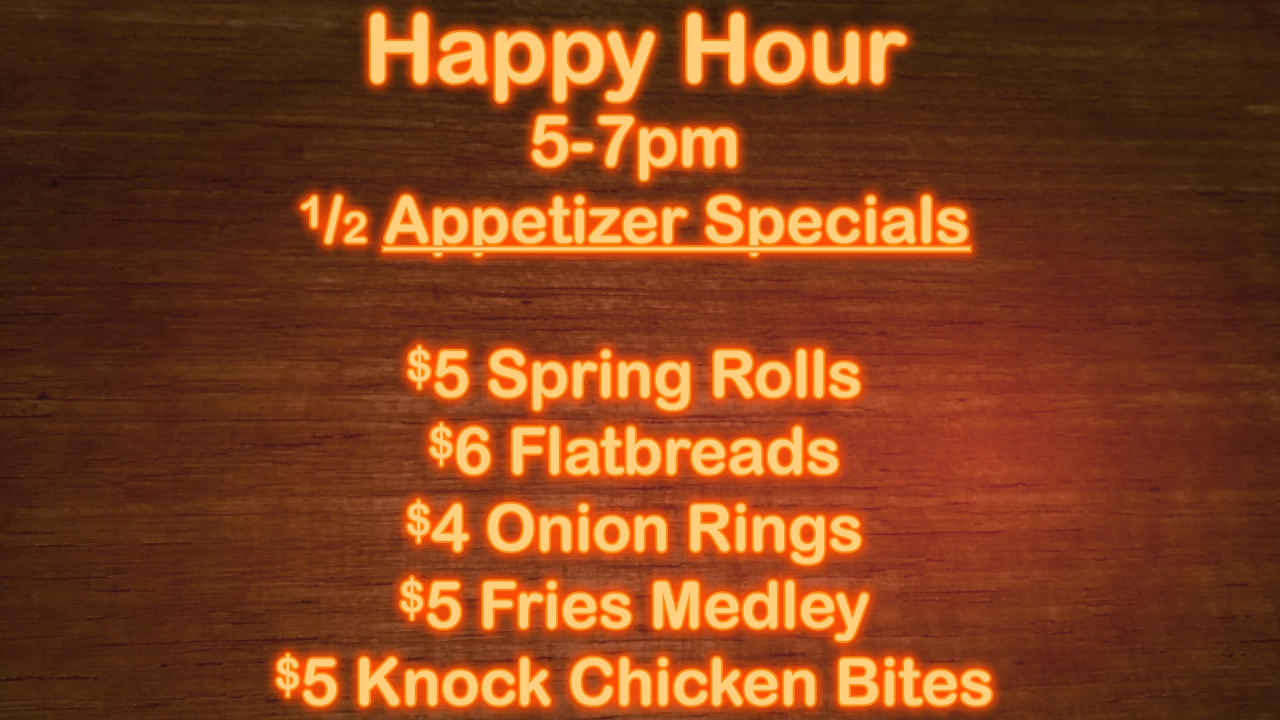 Happy Hour
5-7pm
½ Appetizer Specials
$5 Spring Rolls
$6 Flatbreads
$4 Onion Rings
$5 Fries Medley
$5 Knock Chicken Bites